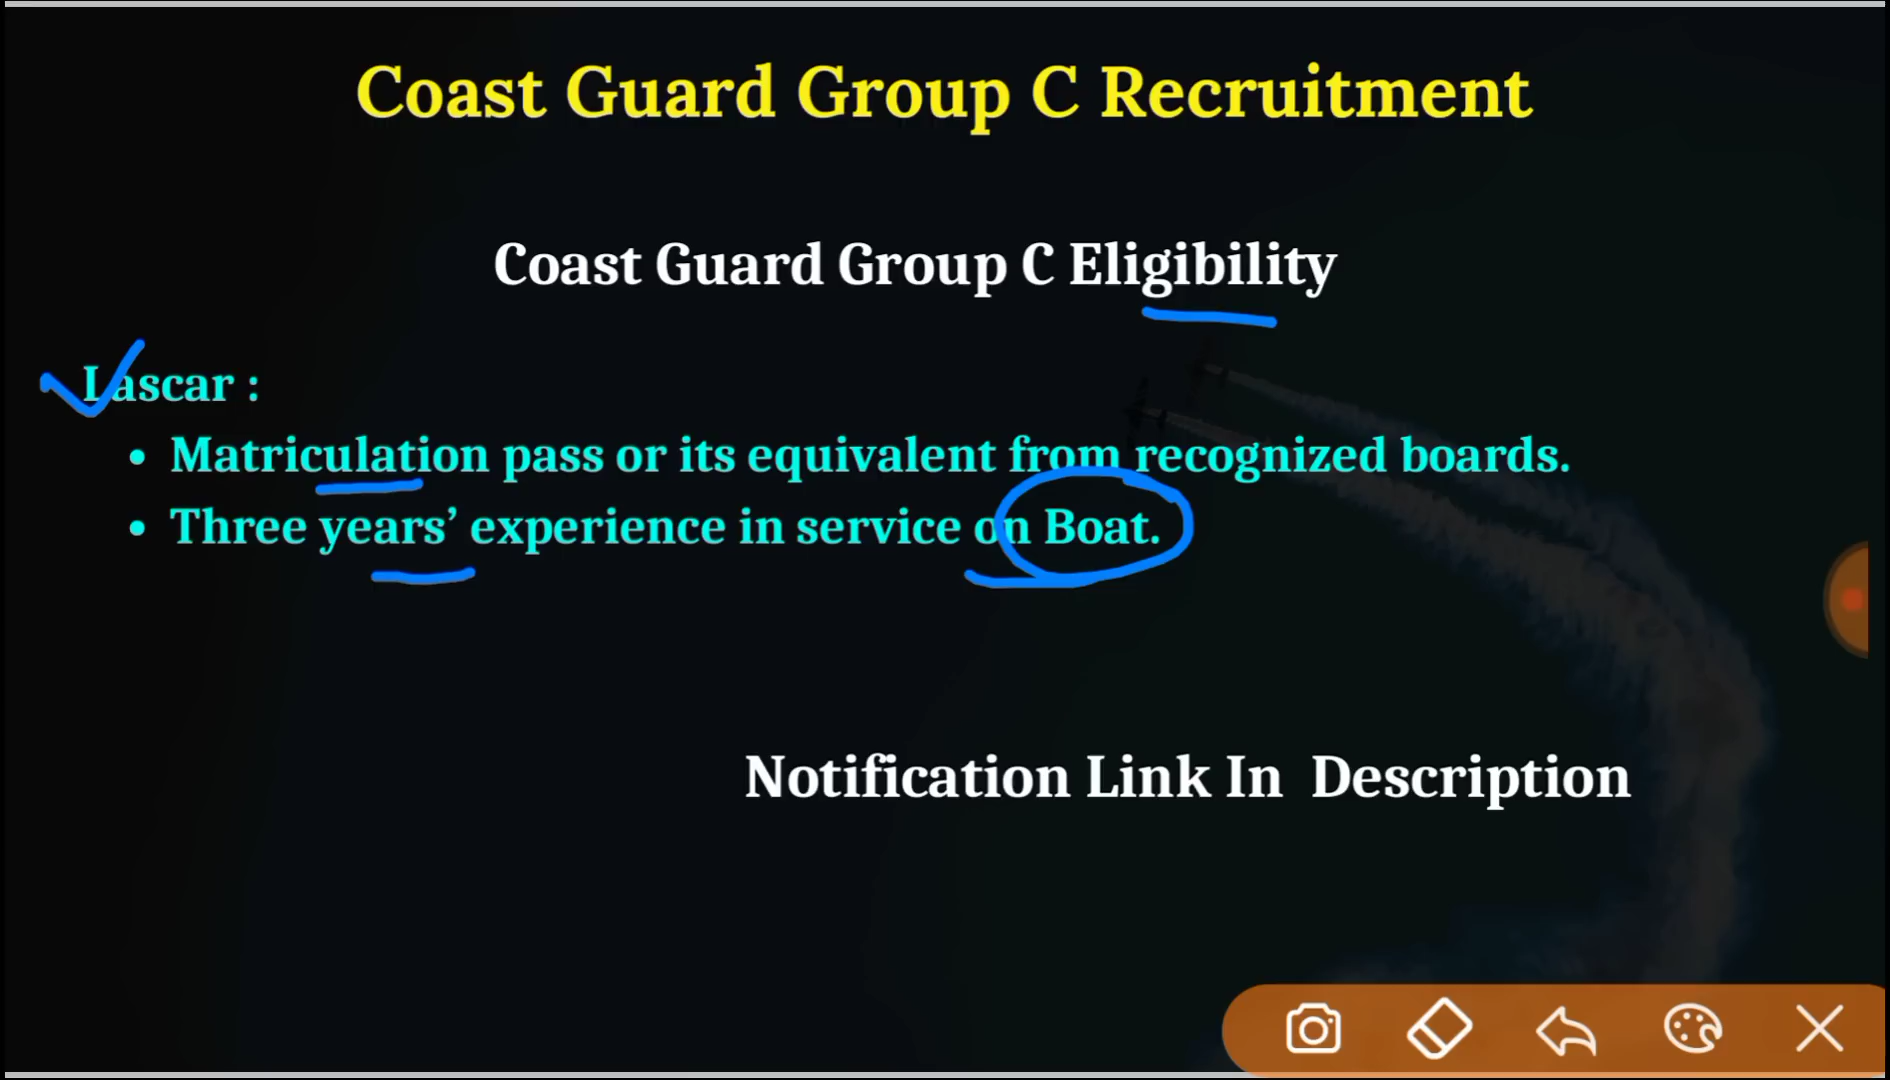 Coast Guard Group C Recruitment
Coast Guard Group C Eligibility
Lascar :
• Matriculation pass or its equivalent from recognized boards.
• Three years’ experience in service on Boat.
Notification Link In Description